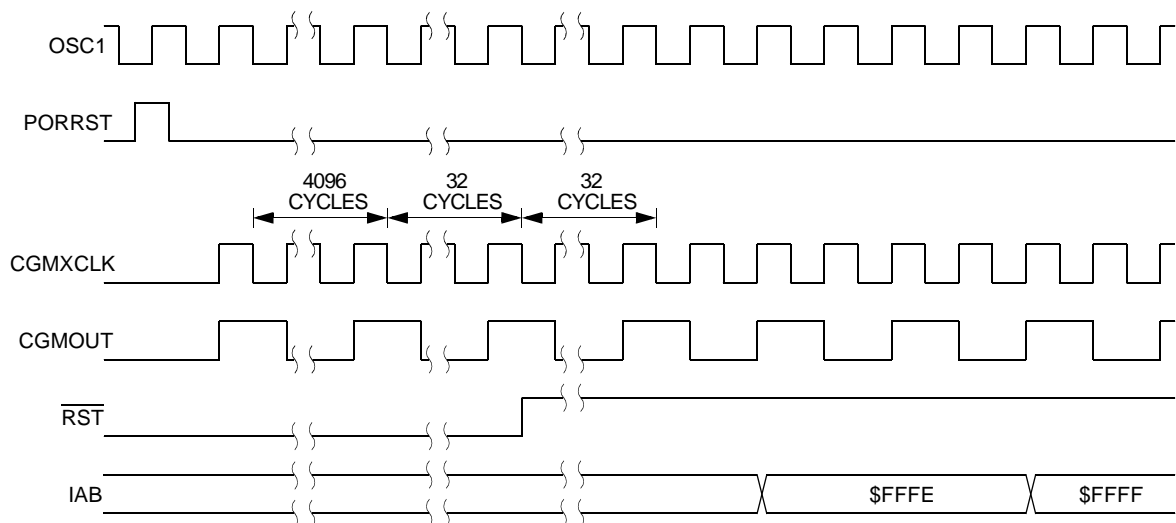 OSC1
PORRST
4096
CYCLES
32
CYCLES
32
CYCLES
CGMXCLK
CGMOUT
RST
IAB
$FFFE
$FFFF